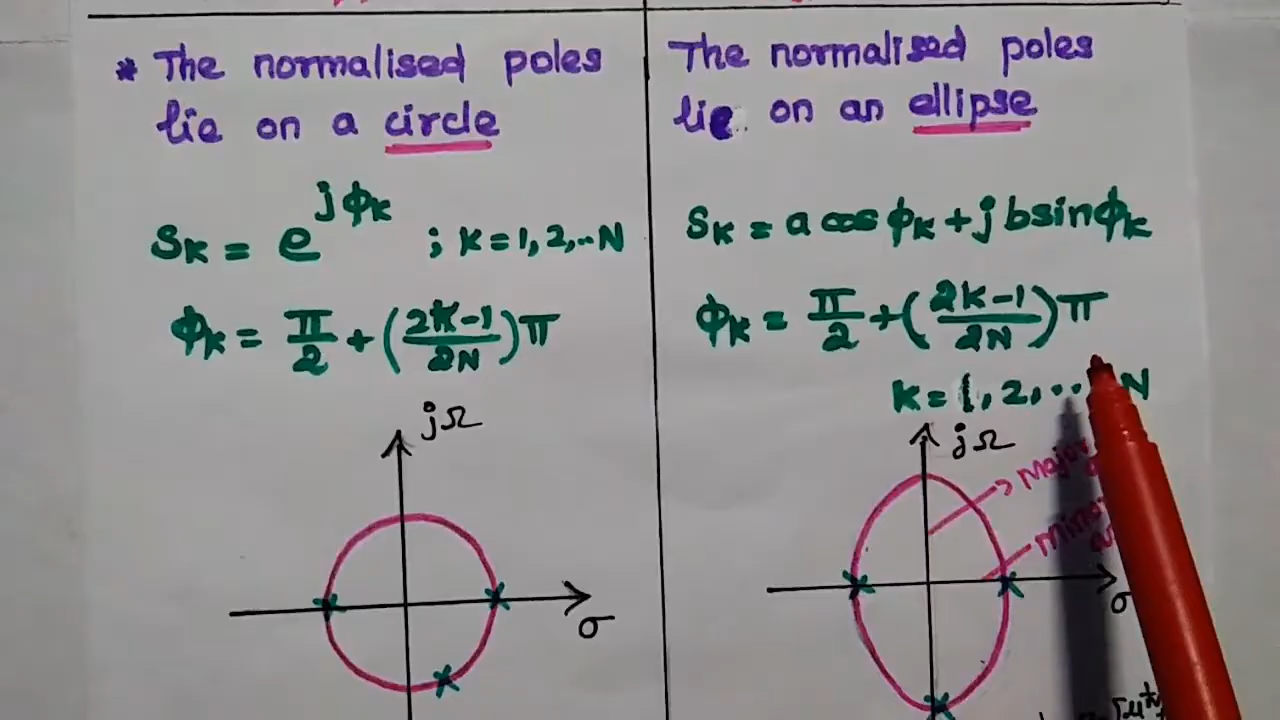 * The normalised poles
lie on a circle
Sk = e^jϕk ; k=1,2,..N
ϕk = π/2 + (2k-1/2N)π
jΩ
σ
The normalised poles
lie on an ellipse
Sk = a cos ϕk + j b sin ϕk
ϕk = π/2 + (2k-1/2N)π
k = 1, 2, ... N
jΩ
Major
σ